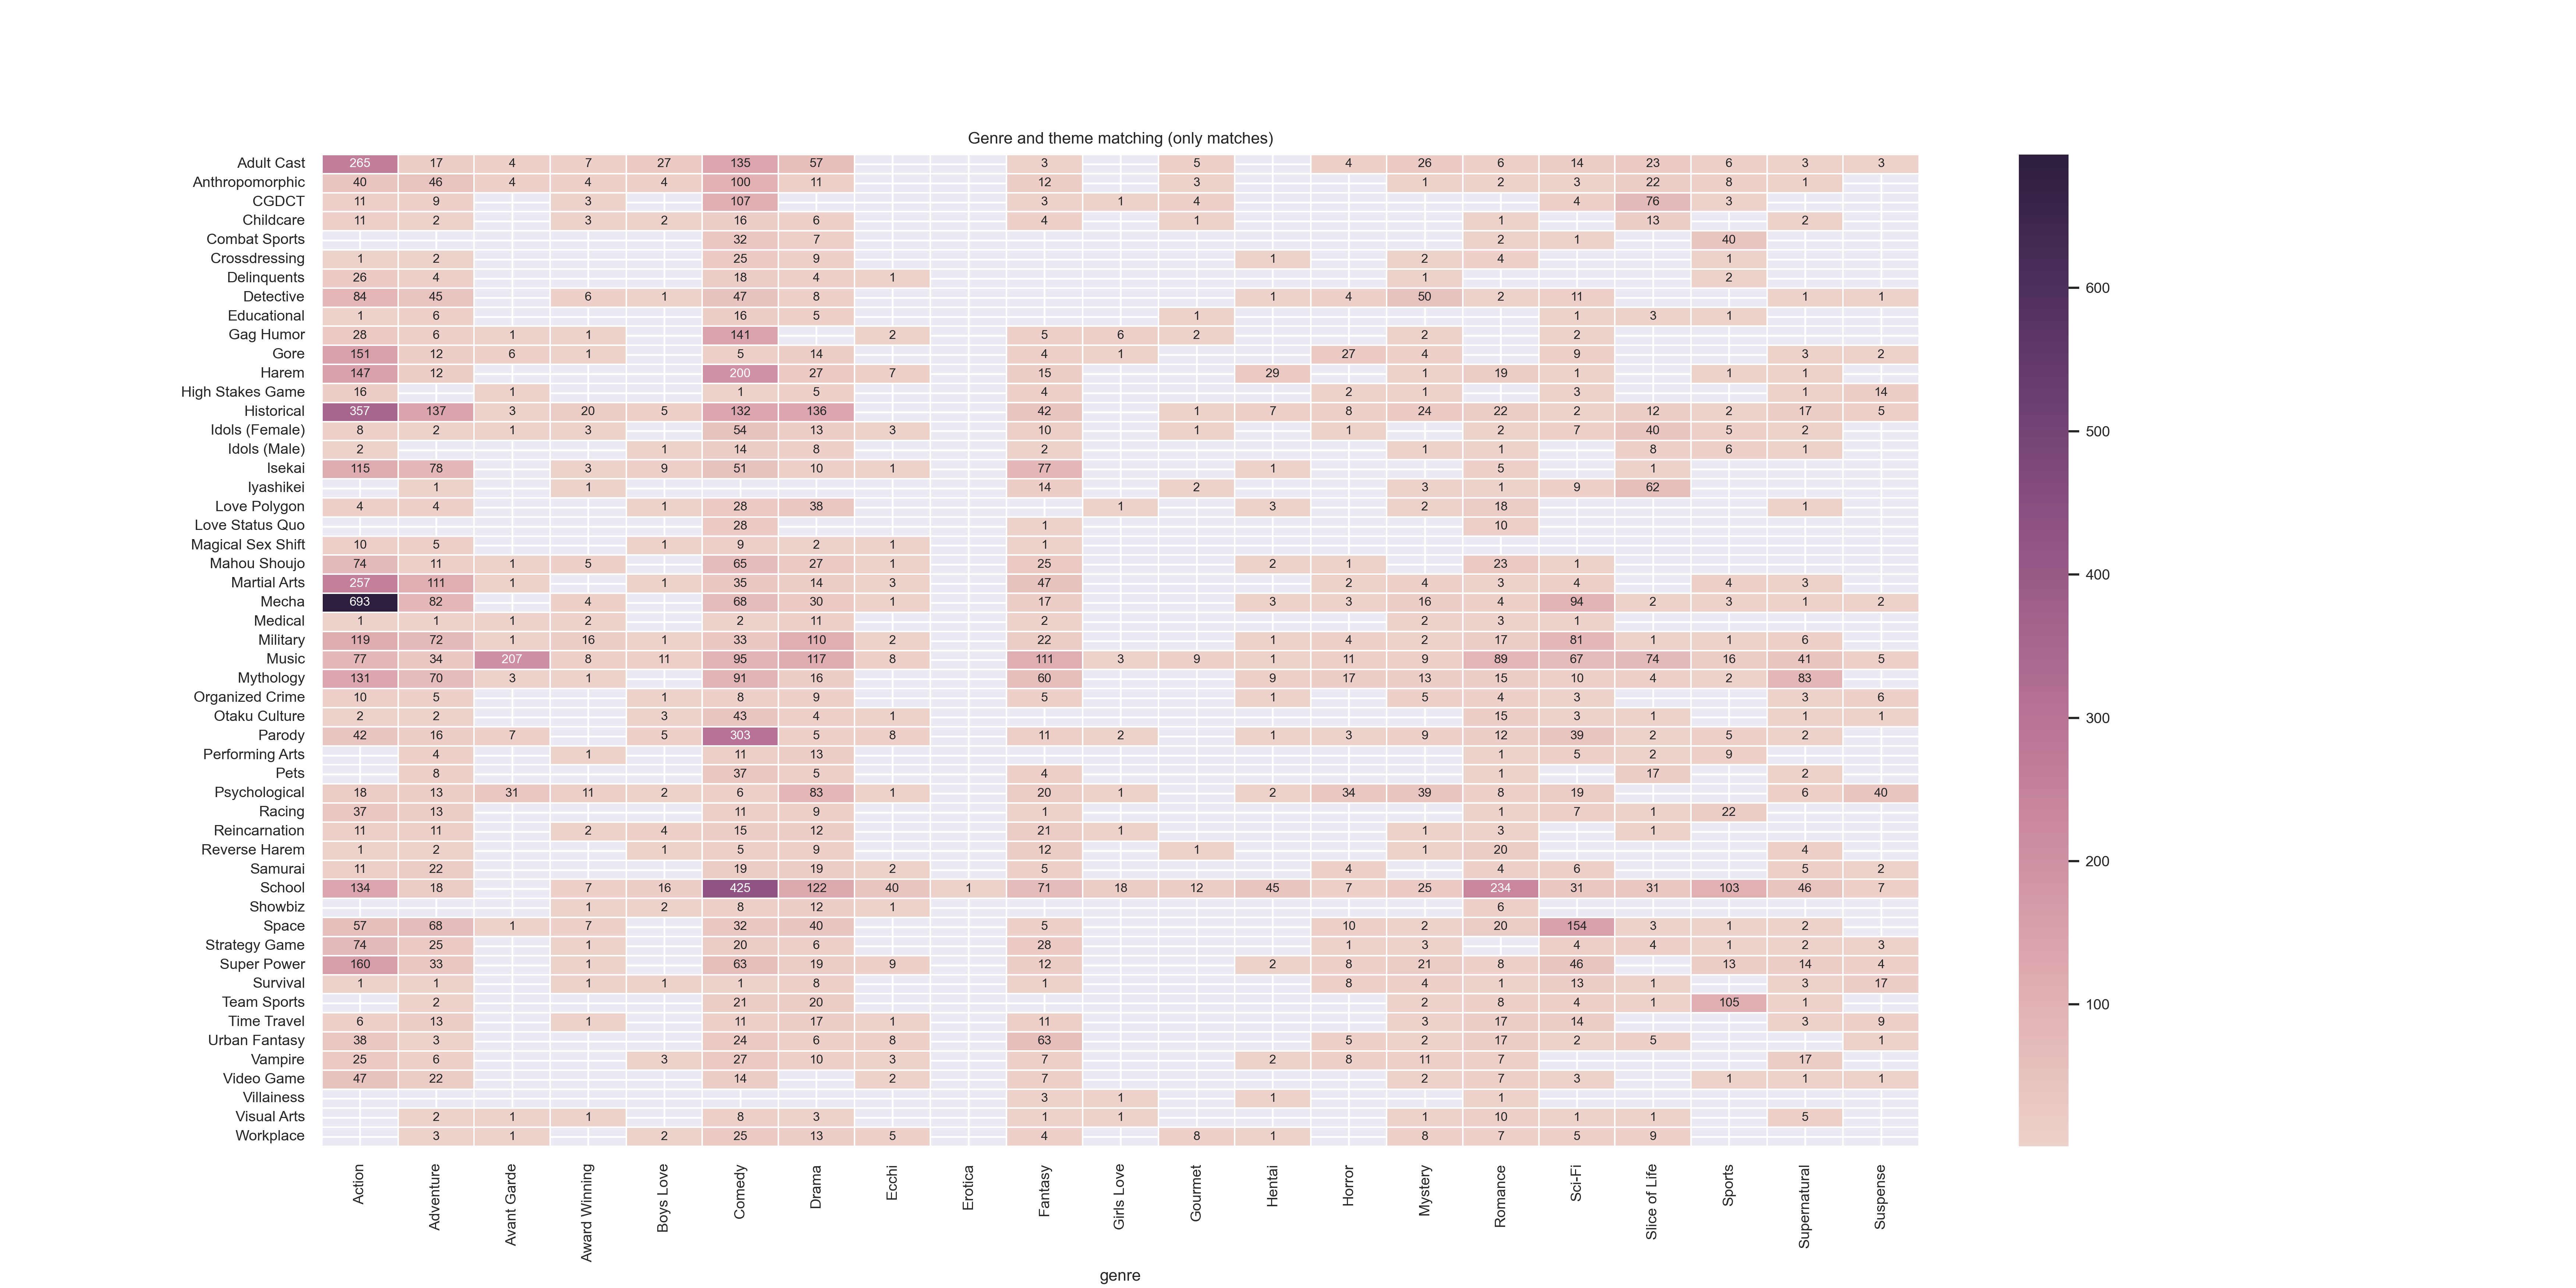 Genre and theme matching (only matches)
Adult Cast 265 17 4 7 27 135 57 3 5 4 26 6 14 23 6 3 3
Anthropomorphic 40 46 4 4 4 100 11 12 3 1 2 3 22 8 1
CGDCT 11 9 3 107 3 1 4 4 76 3
Childcare 11 2 3 2 16 6 4 1 1 13 2
Combat Sports 32 7 2 1 40
Crossdressing 1 2 25 9 1 2 4 1
Delinquents 26 4 18 4 1 1 2
Detective 84 45 6 1 47 8 1 4 50 2 11 1 1
600
Educational 1 6 16 5 1 1 3 1
Gag Humor 28 6 1 1 141 2 5 6 2 2 2
Gore 151 12 6 1 5 14 4 1 27 4 9 3 2
Harem 147 12 200 27 7 15 29 1 19 1 1 1
High Stakes Game 16 1 1 5 4 2 1 3 1 14
Historical 357 137 3 20 5 132 136 42 1 7 8 24 22 2 12 2 17 5
Idols (Female) 8 2 1 3 54 13 3 10 1 1 2 7 40 5 2
500
Idols (Male) 2 1 14 8 2 1 1 8 6 1
Isekai 115 78 3 9 51 10 1 77 1 5 1
Iyashikei 1 1 14 2 3 1 9 62
Love Polygon 4 4 1 28 38 1 3 2 18 1
Love Status Quo 28 1 10
Magical Sex Shift 10 5 1 9 2 1 1
Mahou Shoujo 74 11 1 5 65 27 1 25 2 1 23 1
400
Martial Arts 257 111 1 1 35 14 3 47 2 4 3 4 4 3
Mecha 693 82 4 68 30 1 17 3 3 16 4 94 2 3 1 2
Medical 1 1 1 2 2 11 2 2 3 1
Military 119 72 1 16 1 33 110 2 22 1 4 2 17 81 1 1 6
Music 77 34 207 8 11 95 117 8 111 3 9 1 11 9 89 67 74 16 41 5
Mythology 131 70 3 1 91 16 60 9 17 13 15 10 4 2 83
Organized Crime 10 5 1 8 9 5 1 5 4 3 3 6
Otaku Culture 2 2 3 43 4 1 15 3 1 1 1
300
Parody 42 16 7 5 303 5 8 11 2 1 3 9 12 39 2 5 2
Performing Arts 4 1 11 13 1 5 2 9
Pets 8 37 5 4 1 17 2
Psychological 18 13 31 11 2 6 83 1 20 1 2 34 39 8 19 6 40
Racing 37 13 11 9 1 1 7 1 22
Reincarnation 11 11 2 4 15 12 21 1 1 3 1
Reverse Harem 1 2 1 5 9 12 1 1 20 4
200
Samurai 11 22 19 19 2 5 4 4 6 5 2
School 134 18 7 16 425 122 40 1 71 18 12 45 7 25 234 31 31 103 46 7
Showbiz 1 2 8 12 1 6
Space 57 68 1 7 32 40 5 10 2 20 154 3 1 2
Strategy Game 74 25 1 20 6 28 1 3 4 4 1 2 3
Super Power 160 33 1 63 19 9 12 2 8 21 8 46 13 14 4
Survival 1 1 1 1 1 8 1 8 4 1 13 1 3 17
Team Sports 2 21 20 2 8 4 1 105 1
100
Time Travel 6 13 1 11 17 1 11 3 17 14 3 9
Urban Fantasy 38 3 24 6 8 63 5 2 17 2 5 1
Vampire 25 6 3 27 10 3 7 2 8 11 7 17
Video Game 47 22 14 2 7 2 7 3 1 1 1
Villainess 3 1 1 1
Visual Arts 2 1 1 8 3 1 1 1 10 1 1 5
Workplace 3 1 2 25 13 5 4 8 1 8 7 5 9
Action
Adventure
Avant Garde
Award Winning
Boys Love
Comedy
Drama
Ecchi
Erotica
Fantasy
Girls Love
Gourmet
Hentai
Horror
Mystery
Romance
Sci-Fi
Slice of Life
Sports
Supernatural
Suspense
genre